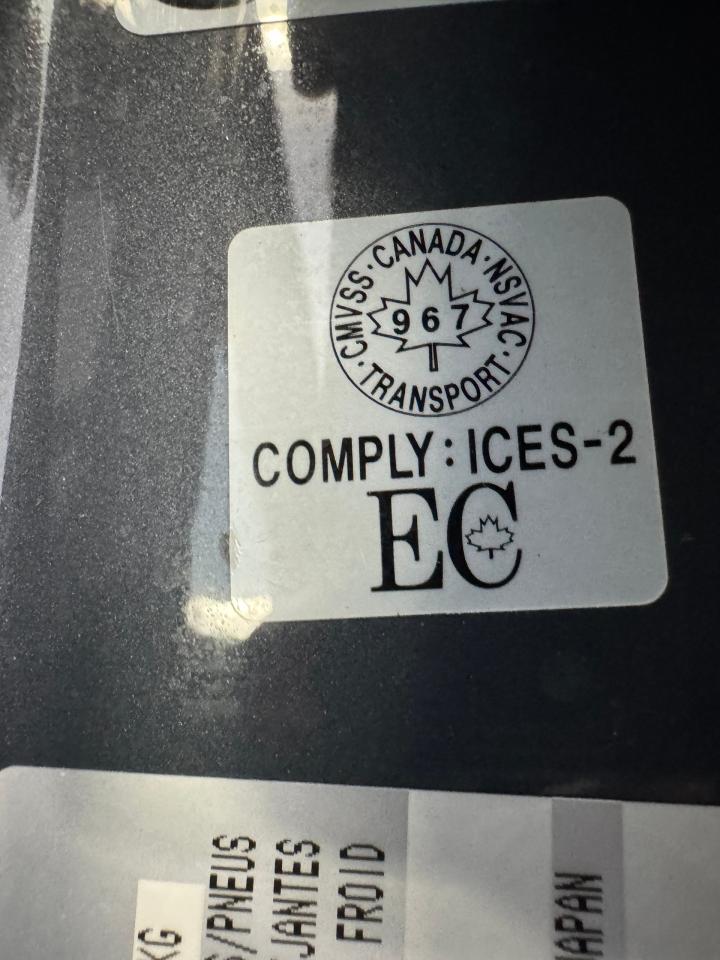 ·CANADA·NSVAC·
TRANSPORT·CMVSS
967
COMPLY:ICES-2
EC
KG
S/PNEUS
JANTES
FROID
JAPAN